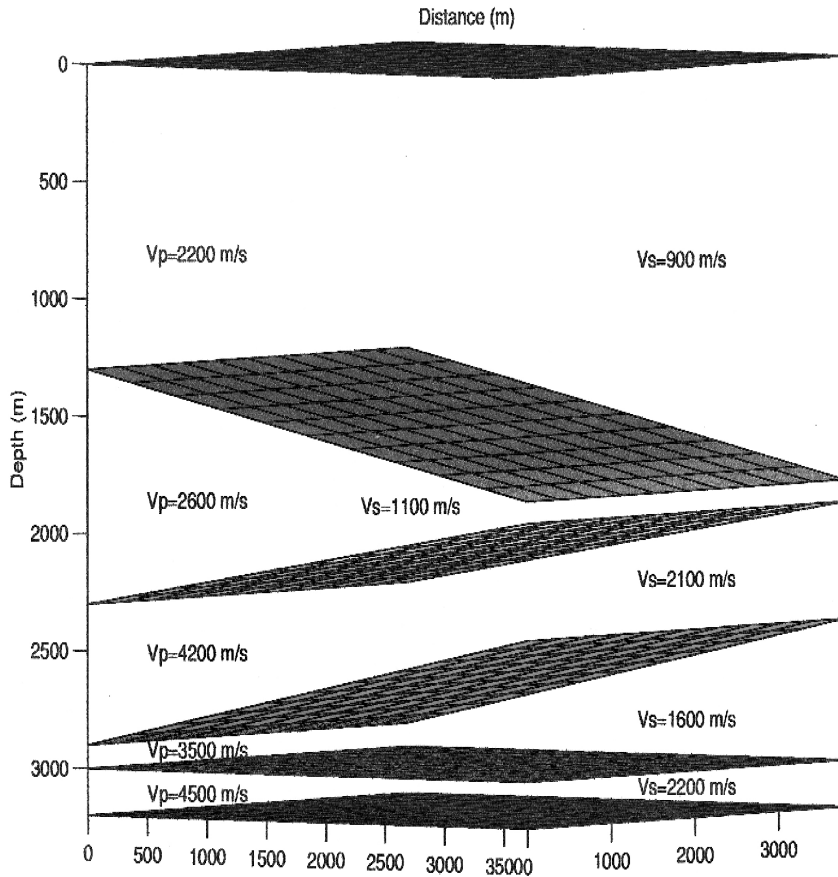 Distance (m)
0
500
Vp=2200 m/s
Vs=900 m/s
1000
1500
Depth (m)
Vp=2600 m/s
Vs=1100 m/s
2000
Vs=2100 m/s
2500
Vp=4200 m/s
Vs=1600 m/s
Vp=3500 m/s
3000
Vs=2200 m/s
Vp=4500 m/s
0 500 1000 1500 2000 2500 3000 35000 1000 2000 3000